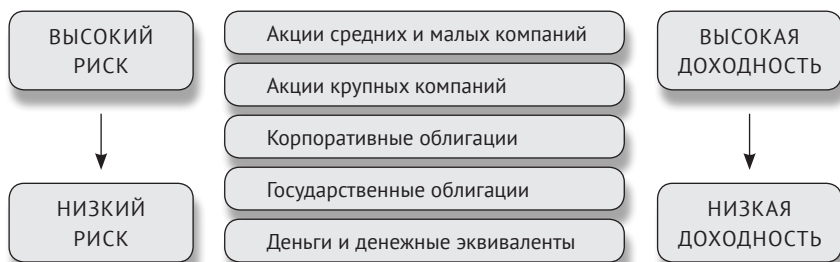 ВЫСОКИЙ
РИСК
НИЗКИЙ
РИСК
Акции средних и малых компаний
Акции крупных компаний
Корпоративные облигации
Государственные облигации
Деньги и денежные эквиваленты
ВЫСОКАЯ
ДОХОДНОСТЬ
НИЗКАЯ
ДОХОДНОСТЬ